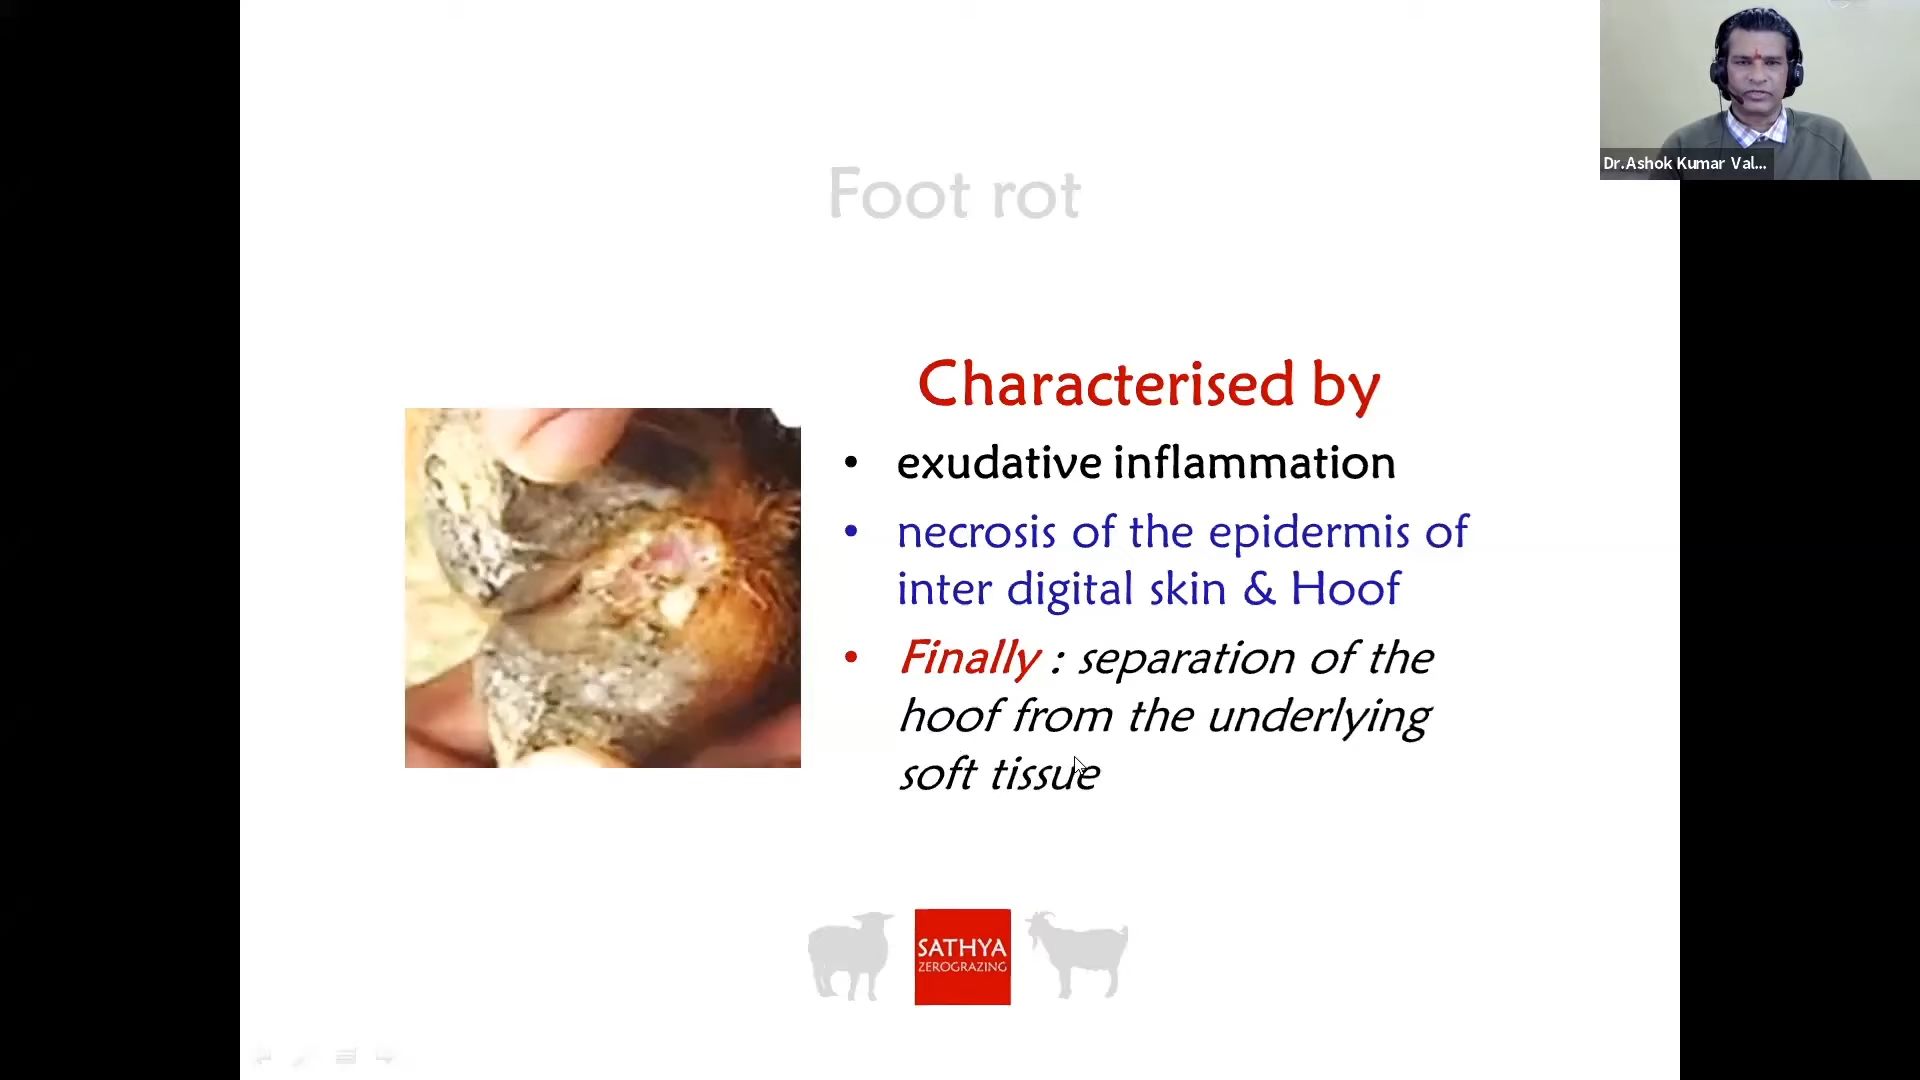 Dr.Ashok Kumar Val...
Foot rot
Characterised by
• exudative inflammation
• necrosis of the epidermis of
inter digital skin & Hoof
• Finally : separation of the
hoof from the underlying
soft tissue
SATHYA
ZEROGRAZING